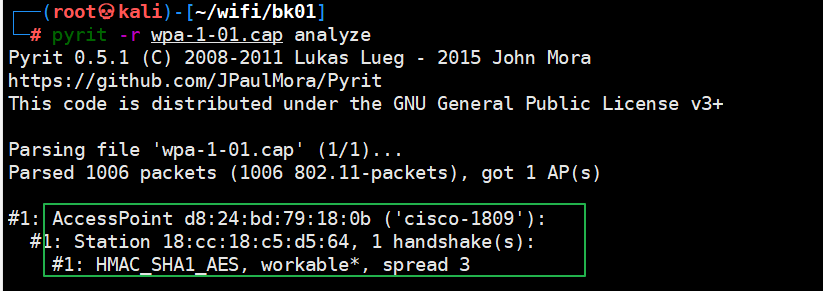 (root💀kali)-[~/wifi/bk01]
# pyrit -r wpa-1-01.cap analyze
Pyrit 0.5.1 (C) 2008-2011 Lukas Lueg - 2015 John Mora
https://github.com/JPaulMora/Pyrit
This code is distributed under the GNU General Public License v3+
Parsing file 'wpa-1-01.cap' (1/1)...
Parsed 1006 packets (1006 802.11-packets), got 1 AP(s)
#1: AccessPoint d8:24:bd:79:18:0b ('cisco-1809'):
#1: Station 18:cc:18:c5:d5:64, 1 handshake(s):
#1: HMAC_SHA1_AES, workable*, spread 3